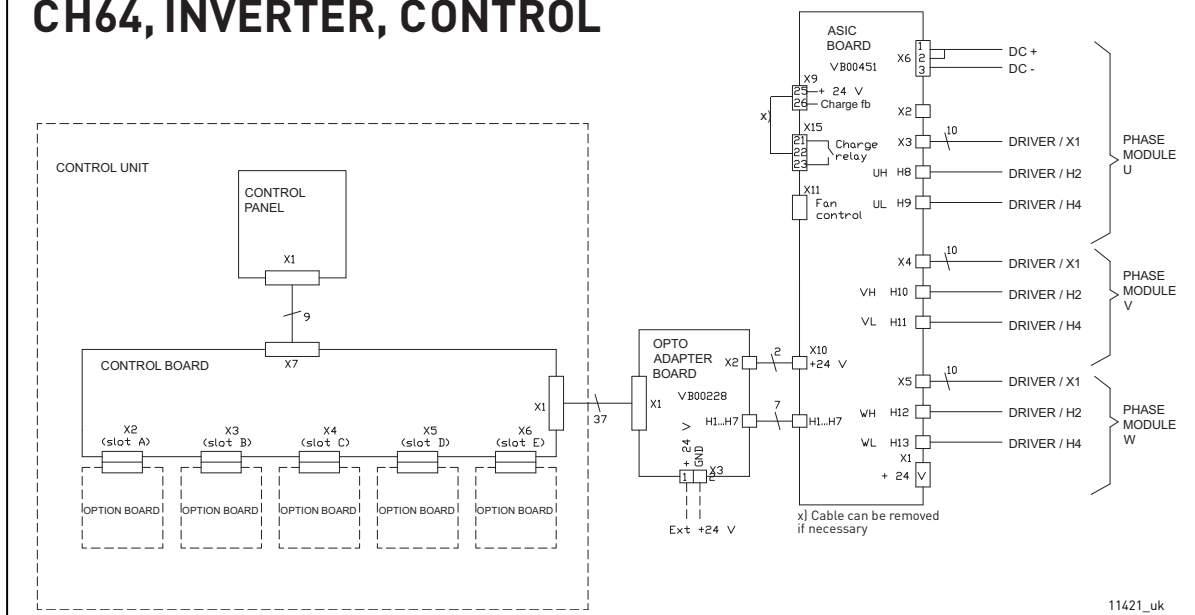 CH64, INVERTER, CONTROL
CONTROL UNIT
CONTROL
PANEL
X1
9
X7
CONTROL BOARD
X1
37
X2
(slot A)
X3
(slot B)
X4
(slot C)
X5
(slot D)
X6
(slot E)
OPTION BOARD
OPTION BOARD
OPTION BOARD
OPTION BOARD
OPTION BOARD
OPTO
ADAPTER
BOARD
VB00228
X1
X2
2
H1...H7
7
+ 24 V
GND
X3
1
2
Ext +24 V
ASIC
BOARD
VB00451
X9
25
+ 24 V
26
Charge fb
x)
X15
21
22
23
Charge
relay
X11
Fan
control
X10
+24 V
H1...H7
X6
1
2
3
DC +
DC -
X2
X3
10
DRIVER / X1
UH H8
DRIVER / H2
UL H9
DRIVER / H4
PHASE
MODULE
U
X4
10
DRIVER / X1
VH H10
DRIVER / H2
VL H11
DRIVER / H4
PHASE
MODULE
V
X5
10
DRIVER / X1
WH H12
DRIVER / H2
WL H13
DRIVER / H4
PHASE
MODULE
W
X1
+ 24 V
x) Cable can be removed
if necessary
11421_uk